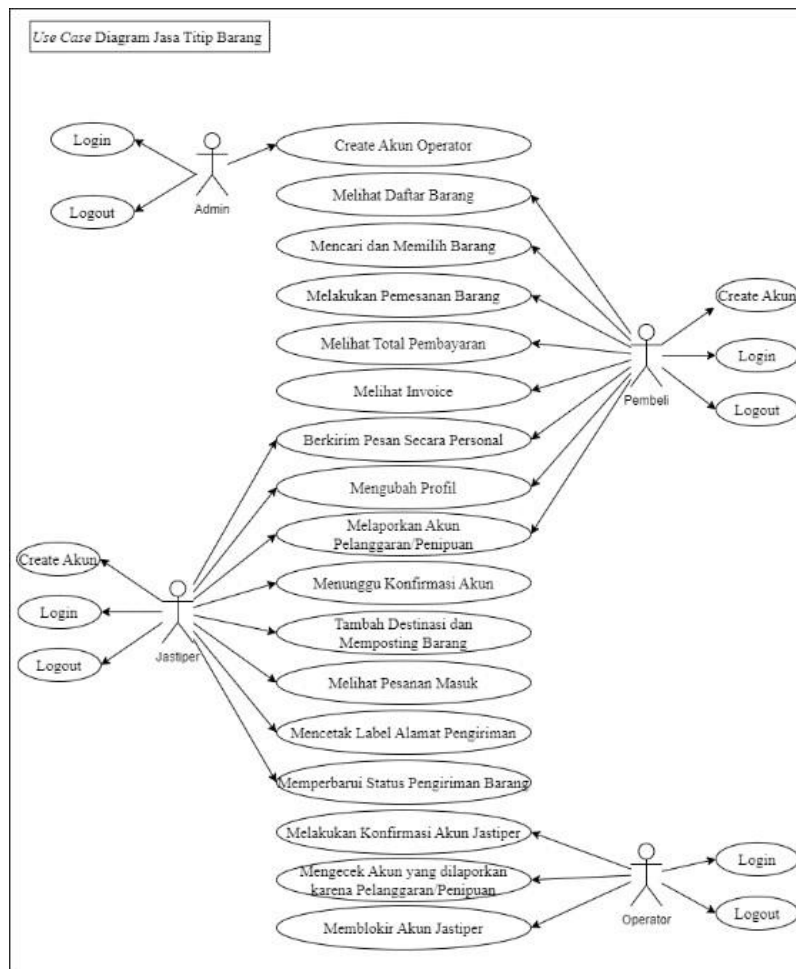 Use Case Diagram Jasa Titip Barang
Login
Logout
Admin
Create Akun Operator
Melihat Daftar Barang
Mencari dan Memilih Barang
Melakukan Pemesanan Barang
Melihat Total Pembayaran
Melihat Invoice
Berkirim Pesan Secara Personal
Mengubah Profil
Melaporkan Akun
Pelanggaran/Penipuan
Menunggu Konfirmasi Akun
Tambah Destinasi dan
Memposting Barang
Melihat Pesanan Masuk
Mencetak Label Alamat Pengiriman
Memperbarui Status Pengiriman Barang
Melakukan Konfirmasi Akun Jastiper
Mengecek Akun yang dilaporkan
karena Pelanggaran/Penipuan
Memblokir Akun Jastiper
Create Akun
Login
Logout
Pembeli
Create Akun
Login
Logout
Jastiper
Login
Logout
Operator